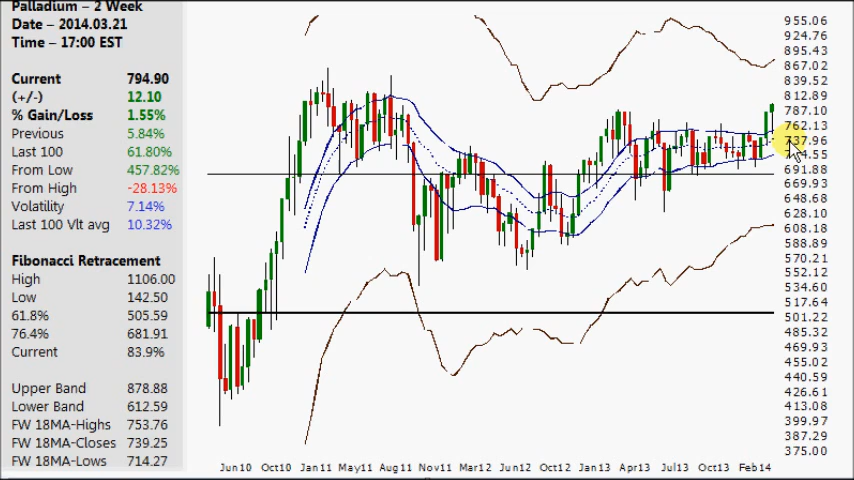 Palladium – 2 Week
Date – 2014.03.21
Time – 17:00 EST
Current 794.90
(+/-) 12.10
% Gain/Loss 1.55%
Previous 5.84%
Last 100 61.80%
From Low 457.82%
From High -28.13%
Volatility 7.14%
Last 100 Vlt avg 10.32%
Fibonacci Retracement
High 1106.00
Low 142.50
61.8% 505.59
76.4% 681.91
Current 83.9%
Upper Band 878.88
Lower Band 612.59
FW 18MA-Highs 753.76
FW 18MA-Closes 739.25
FW 18MA-Lows 714.27
955.06
924.76
895.43
867.02
839.52
812.89
787.10
762.13
737.96
691.88
669.93
648.68
628.10
608.18
588.89
570.21
552.12
534.60
517.64
501.22
485.32
469.93
455.02
440.59
426.61
413.08
399.97
387.29
375.00
Jun10 Oct10 Jan11 May11 Aug11 Nov11 Mar12 Jun12 Oct12 Jan13 Apr13 Jul13 Oct13 Feb14